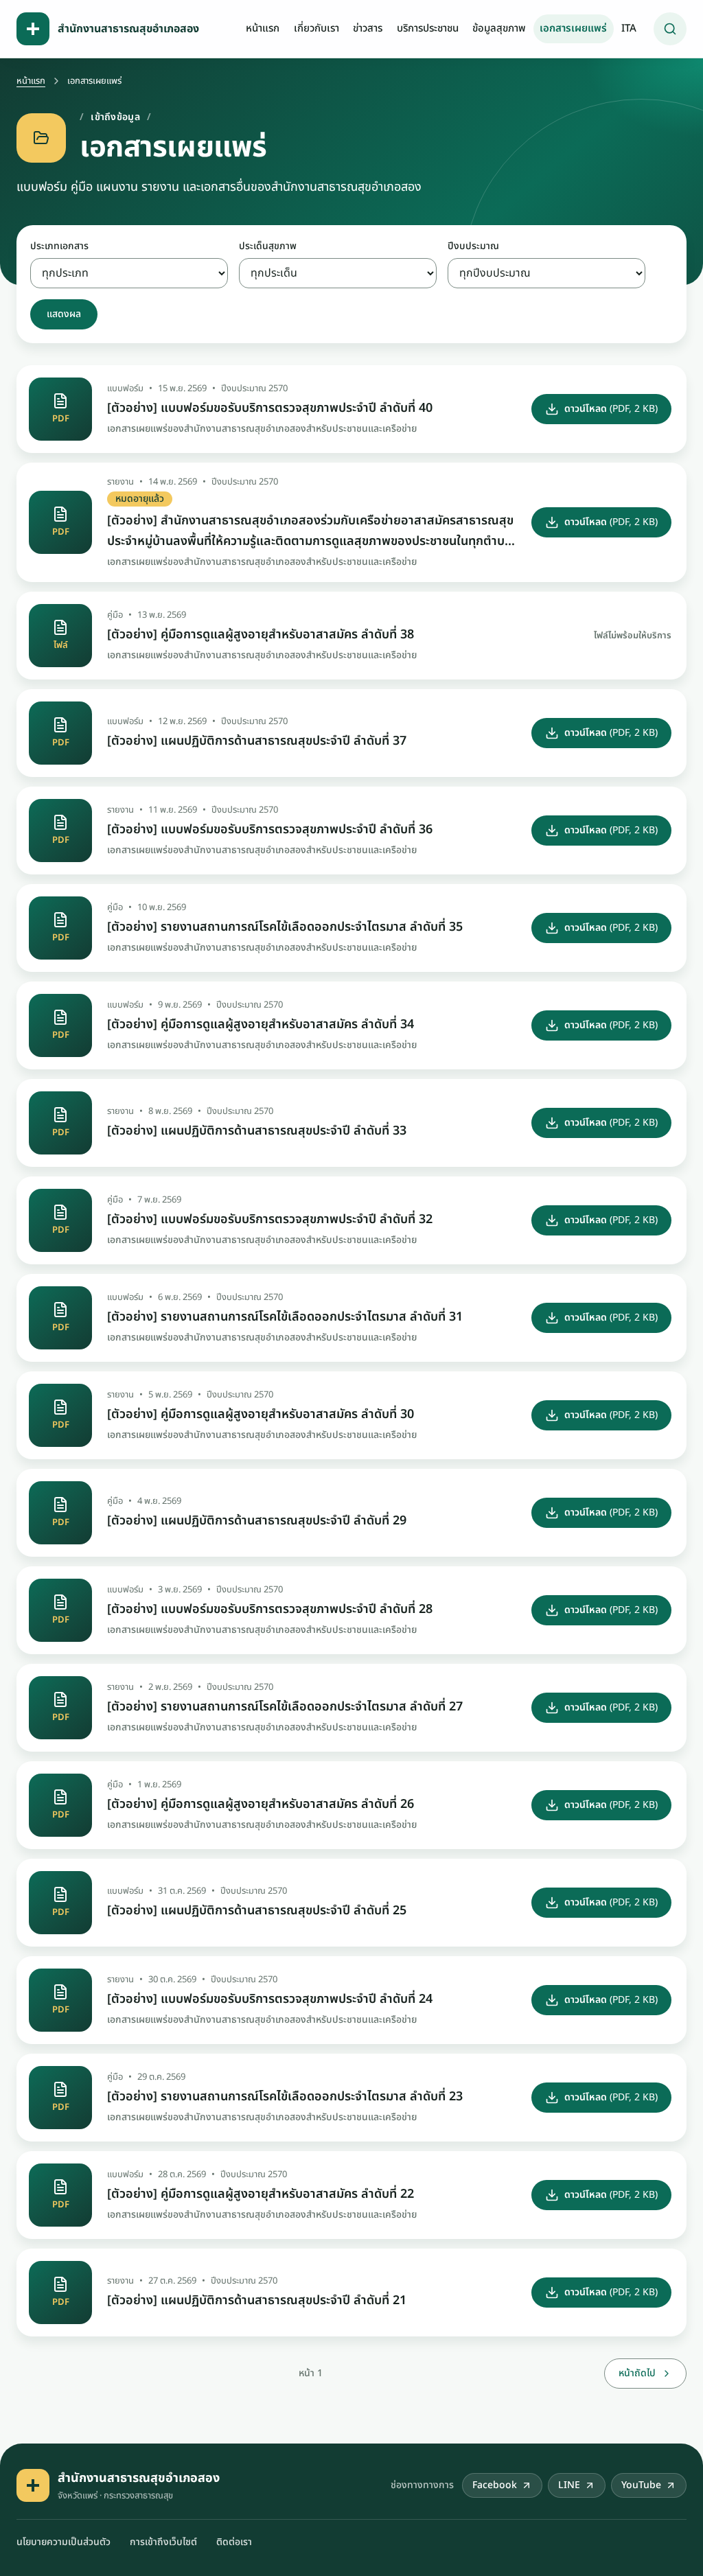 สำนักงานสาธารณสุขอำเภอสอง
หน้าแรก เกี่ยวกับเรา ข่าวสาร บริการประชาชน ข้อมูลสุขภาพ เอกสารเผยแพร่ ITA
หน้าแรก > เอกสารเผยแพร่
/ เข้าถึงข้อมูล /
เอกสารเผยแพร่
แบบฟอร์ม คู่มือ แผนงาน รายงาน และเอกสารอื่นของสำนักงานสาธารณสุขอำเภอสอง
ประเภทเอกสาร ประเด็นสุขภาพ ปีงบประมาณ
ทุกประเภท ทุกประเด็น ทุกปีงบประมาณ
แสดงผล
PDF
แบบฟอร์ม • 15 พ.ย. 2569 • ปีงบประมาณ 2570
[ตัวอย่าง] แบบฟอร์มขอรับบริการตรวจสุขภาพประจำปี ลำดับที่ 40
เอกสารเผยแพร่ของสำนักงานสาธารณสุขอำเภอสองสำหรับประชาชนและเครือข่าย
ดาวน์โหลด (PDF, 2 KB)
PDF
รายงาน • 14 พ.ย. 2569 • ปีงบประมาณ 2570
หมดอายุแล้ว
[ตัวอย่าง] สำนักงานสาธารณสุขอำเภอสองร่วมกับเครือข่ายอาสาสมัครสาธารณสุข
ประจำหมู่บ้านลงพื้นที่ให้ความรู้และติดตามการดูแลสุขภาพของประชาชนในทุกตำบ...
เอกสารเผยแพร่ของสำนักงานสาธารณสุขอำเภอสองสำหรับประชาชนและเครือข่าย
ดาวน์โหลด (PDF, 2 KB)
ไฟล์
คู่มือ • 13 พ.ย. 2569
[ตัวอย่าง] คู่มือการดูแลผู้สูงอายุสำหรับอาสาสมัคร ลำดับที่ 38
เอกสารเผยแพร่ของสำนักงานสาธารณสุขอำเภอสองสำหรับประชาชนและเครือข่าย
ไฟล์ไม่พร้อมให้บริการ
PDF
แบบฟอร์ม • 12 พ.ย. 2569 • ปีงบประมาณ 2570
[ตัวอย่าง] แผนปฏิบัติการด้านสาธารณสุขประจำปี ลำดับที่ 37
ดาวน์โหลด (PDF, 2 KB)
PDF
รายงาน • 11 พ.ย. 2569 • ปีงบประมาณ 2570
[ตัวอย่าง] แบบฟอร์มขอรับบริการตรวจสุขภาพประจำปี ลำดับที่ 36
เอกสารเผยแพร่ของสำนักงานสาธารณสุขอำเภอสองสำหรับประชาชนและเครือข่าย
ดาวน์โหลด (PDF, 2 KB)
PDF
คู่มือ • 10 พ.ย. 2569
[ตัวอย่าง] รายงานสถานการณ์โรคไข้เลือดออกประจำไตรมาส ลำดับที่ 35
เอกสารเผยแพร่ของสำนักงานสาธารณสุขอำเภอสองสำหรับประชาชนและเครือข่าย
ดาวน์โหลด (PDF, 2 KB)
PDF
แบบฟอร์ม • 9 พ.ย. 2569 • ปีงบประมาณ 2570
[ตัวอย่าง] คู่มือการดูแลผู้สูงอายุสำหรับอาสาสมัคร ลำดับที่ 34
เอกสารเผยแพร่ของสำนักงานสาธารณสุขอำเภอสองสำหรับประชาชนและเครือข่าย
ดาวน์โหลด (PDF, 2 KB)
PDF
รายงาน • 8 พ.ย. 2569 • ปีงบประมาณ 2570
[ตัวอย่าง] แผนปฏิบัติการด้านสาธารณสุขประจำปี ลำดับที่ 33
ดาวน์โหลด (PDF, 2 KB)
PDF
คู่มือ • 7 พ.ย. 2569
[ตัวอย่าง] แบบฟอร์มขอรับบริการตรวจสุขภาพประจำปี ลำดับที่ 32
เอกสารเผยแพร่ของสำนักงานสาธารณสุขอำเภอสองสำหรับประชาชนและเครือข่าย
ดาวน์โหลด (PDF, 2 KB)
PDF
แบบฟอร์ม • 6 พ.ย. 2569 • ปีงบประมาณ 2570
[ตัวอย่าง] รายงานสถานการณ์โรคไข้เลือดออกประจำไตรมาส ลำดับที่ 31
เอกสารเผยแพร่ของสำนักงานสาธารณสุขอำเภอสองสำหรับประชาชนและเครือข่าย
ดาวน์โหลด (PDF, 2 KB)
PDF
รายงาน • 5 พ.ย. 2569 • ปีงบประมาณ 2570
[ตัวอย่าง] คู่มือการดูแลผู้สูงอายุสำหรับอาสาสมัคร ลำดับที่ 30
เอกสารเผยแพร่ของสำนักงานสาธารณสุขอำเภอสองสำหรับประชาชนและเครือข่าย
ดาวน์โหลด (PDF, 2 KB)
PDF
คู่มือ • 4 พ.ย. 2569
[ตัวอย่าง] แผนปฏิบัติการด้านสาธารณสุขประจำปี ลำดับที่ 29
ดาวน์โหลด (PDF, 2 KB)
PDF
แบบฟอร์ม • 3 พ.ย. 2569 • ปีงบประมาณ 2570
[ตัวอย่าง] แบบฟอร์มขอรับบริการตรวจสุขภาพประจำปี ลำดับที่ 28
เอกสารเผยแพร่ของสำนักงานสาธารณสุขอำเภอสองสำหรับประชาชนและเครือข่าย
ดาวน์โหลด (PDF, 2 KB)
PDF
รายงาน • 2 พ.ย. 2569 • ปีงบประมาณ 2570
[ตัวอย่าง] รายงานสถานการณ์โรคไข้เลือดออกประจำไตรมาส ลำดับที่ 27
เอกสารเผยแพร่ของสำนักงานสาธารณสุขอำเภอสองสำหรับประชาชนและเครือข่าย
ดาวน์โหลด (PDF, 2 KB)
PDF
คู่มือ • 1 พ.ย. 2569
[ตัวอย่าง] คู่มือการดูแลผู้สูงอายุสำหรับอาสาสมัคร ลำดับที่ 26
เอกสารเผยแพร่ของสำนักงานสาธารณสุขอำเภอสองสำหรับประชาชนและเครือข่าย
ดาวน์โหลด (PDF, 2 KB)
PDF
แบบฟอร์ม • 31 ต.ค. 2569 • ปีงบประมาณ 2570
[ตัวอย่าง] แผนปฏิบัติการด้านสาธารณสุขประจำปี ลำดับที่ 25
ดาวน์โหลด (PDF, 2 KB)
PDF
รายงาน • 30 ต.ค. 2569 • ปีงบประมาณ 2570
[ตัวอย่าง] แบบฟอร์มขอรับบริการตรวจสุขภาพประจำปี ลำดับที่ 24
เอกสารเผยแพร่ของสำนักงานสาธารณสุขอำเภอสองสำหรับประชาชนและเครือข่าย
ดาวน์โหลด (PDF, 2 KB)
PDF
คู่มือ • 29 ต.ค. 2569
[ตัวอย่าง] รายงานสถานการณ์โรคไข้เลือดออกประจำไตรมาส ลำดับที่ 23
เอกสารเผยแพร่ของสำนักงานสาธารณสุขอำเภอสองสำหรับประชาชนและเครือข่าย
ดาวน์โหลด (PDF, 2 KB)
PDF
แบบฟอร์ม • 28 ต.ค. 2569 • ปีงบประมาณ 2570
[ตัวอย่าง] คู่มือการดูแลผู้สูงอายุสำหรับอาสาสมัคร ลำดับที่ 22
เอกสารเผยแพร่ของสำนักงานสาธารณสุขอำเภอสองสำหรับประชาชนและเครือข่าย
ดาวน์โหลด (PDF, 2 KB)
PDF
รายงาน • 27 ต.ค. 2569 • ปีงบประมาณ 2570
[ตัวอย่าง] แผนปฏิบัติการด้านสาธารณสุขประจำปี ลำดับที่ 21
ดาวน์โหลด (PDF, 2 KB)
หน้า 1
หน้าถัดไป
สำนักงานสาธารณสุขอำเภอสอง
จังหวัดแพร่ · กระทรวงสาธารณสุข
ช่องทางทางการ Facebook LINE YouTube
นโยบายความเป็นส่วนตัว การเข้าถึงเว็บไซต์ ติดต่อเรา